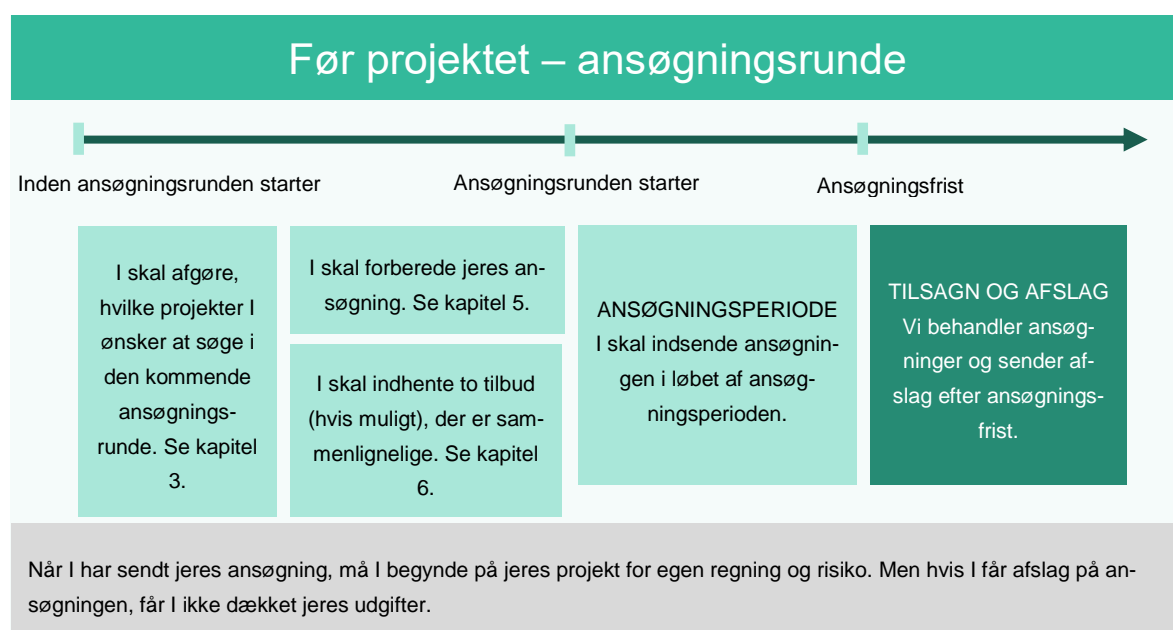 Før projektet – ansøgningsrunde
Inden ansøgningsrunden starter
Ansøgningsrunden starter
Ansøgningsfrist
I skal afgøre,
hvilke projekter I
ønsker at søge i
den kommende
ansøgnings-
runde. Se kapitel
3.
I skal forberede jeres an-
søgning. Se kapitel 5.
I skal indhente to tilbud
(hvis muligt), der er sam-
menlignelige. Se kapitel
6.
ANSØGNINGSPERIODE
I skal indsende ansøgnin-
gen i løbet af ansøg-
ningsperioden.
TILSAGN OG AFSLAG
Vi behandler ansøg-
ninger og sender af-
slag efter ansøgnings-
frist.
Når I har sendt jeres ansøgning, må I begynde på jeres projekt for egen regning og risiko. Men hvis I får afslag på an-
søgningen, får I ikke dækket jeres udgifter.